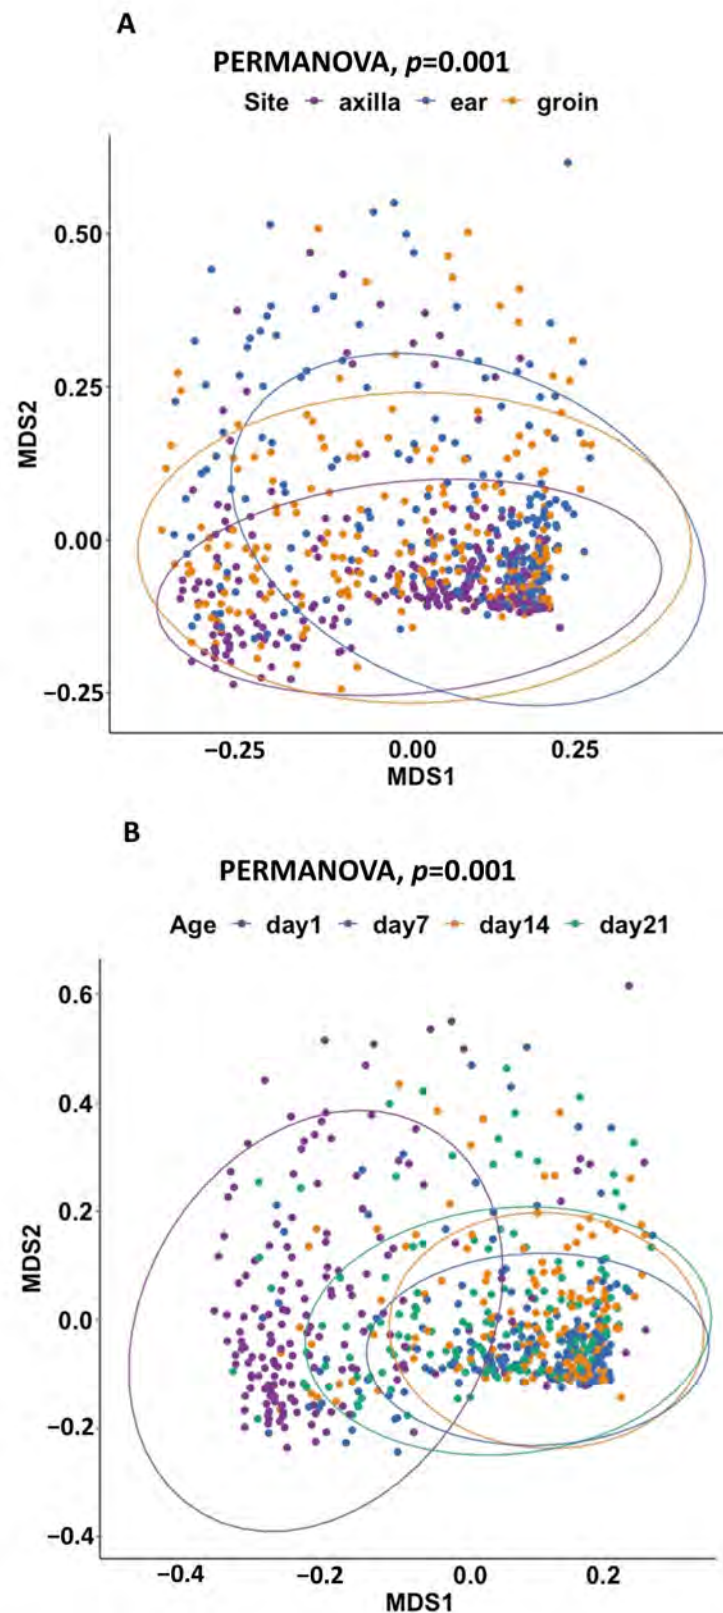 A
PERMANOVA, p=0.001
Site axilla ear groin
0.50
0.25
0.00
−0.25
MDS2
−0.25 0.00 0.25
MDS1
B
PERMANOVA, p=0.001
Age day1 day7 day14 day21
0.6
0.4
0.2
0.0
−0.2
−0.4
MDS2
−0.4 −0.2 0.0 0.2
MDS1